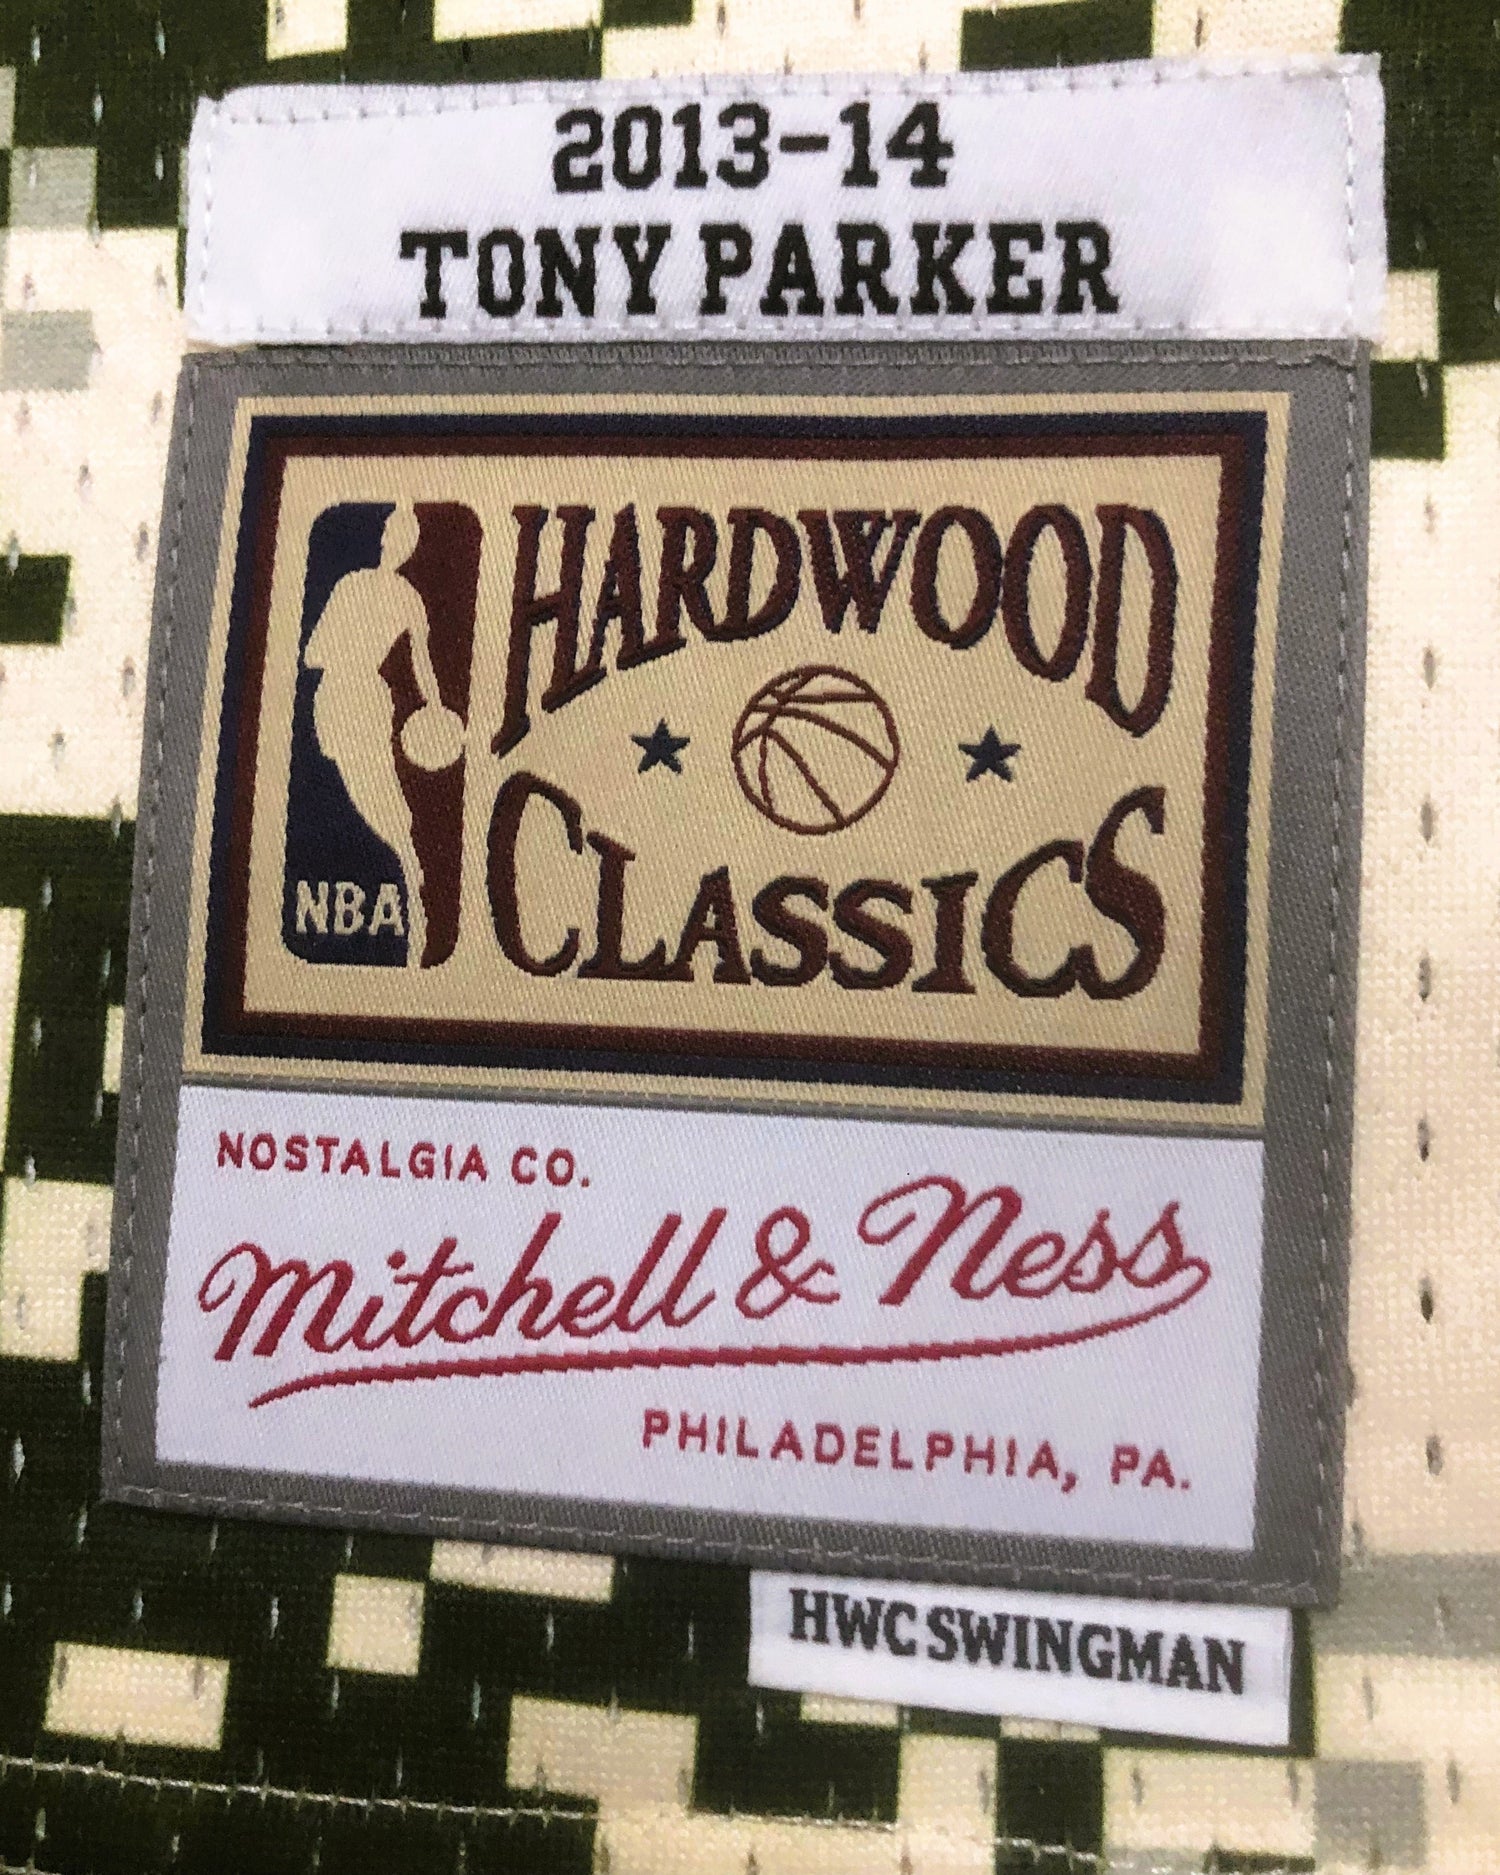 2013-14
TONY PARKER
HARDWOOD
CLASSICS
NBA
NOSTALGIA CO.
Mitchell & Ness
PHILADELPHIA, PA.
HWC SWINGMAN